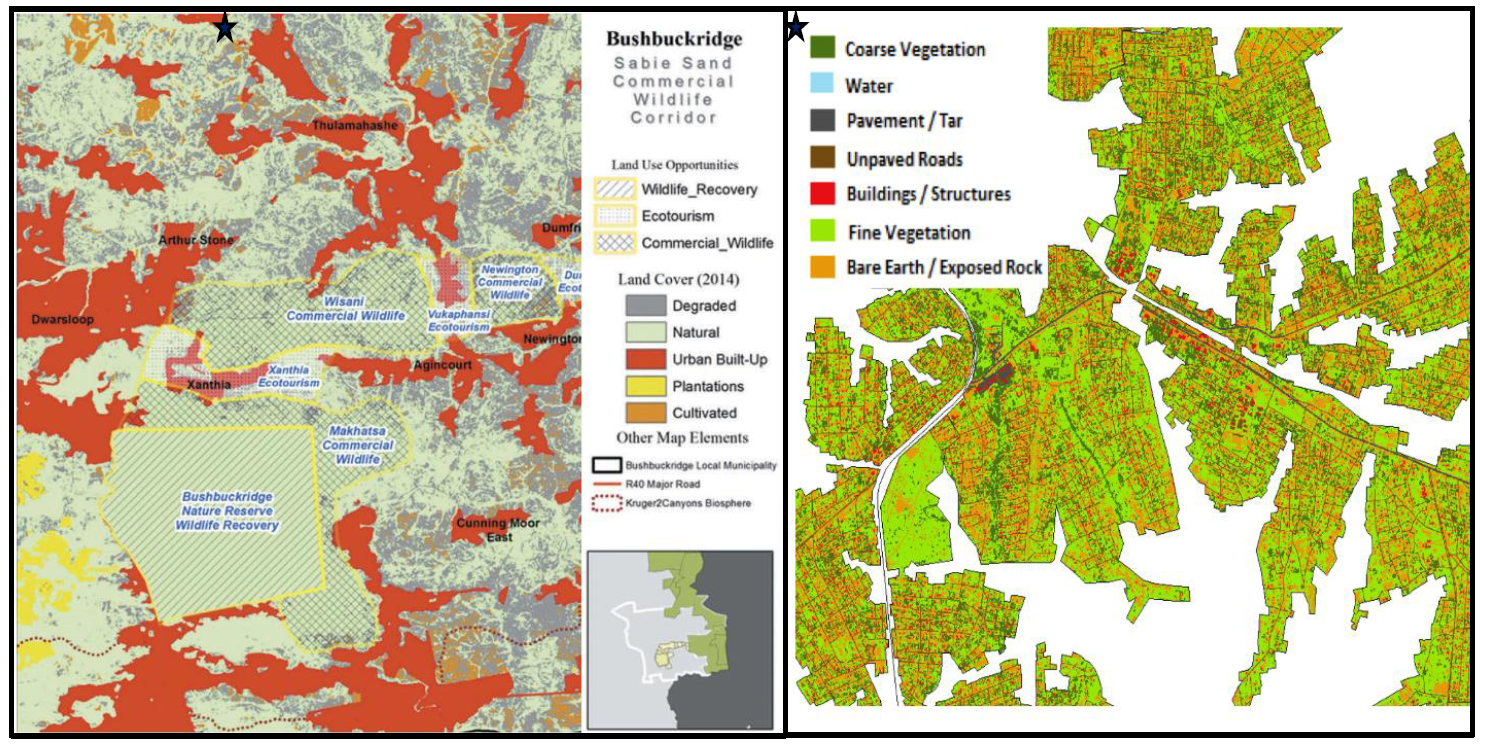 Bushbuckridge
Sabie Sand
Commercial
Wildlife
Corridor
Land Use Opportunities
Wildlife_Recovery
Ecotourism
Commercial_Wildlife
Land Cover (2014)
Degraded
Natural
Urban Built-Up
Plantations
Cultivated
Other Map Elements
Bushbuckridge Local Municipality
R40 Major Road
Kruger2Canyons Biosphere
Thulamahashe
Arthur Stone
Dumfri
Newington
Commercial
Wildlife
Dum
Ecot
Wisani
Commercial Wildlife
Vukaphansi
Ecotourism
Dwarsloop
Newington
Agincourt
Xanthia
Xanthia
Ecotourism
Makhatsa
Commercial
Wildlife
Bushbuckridge
Nature Reserve
Wildlife Recovery
Cunning Moor
East
Coarse Vegetation
Water
Pavement / Tar
Unpaved Roads
Buildings / Structures
Fine Vegetation
Bare Earth / Exposed Rock